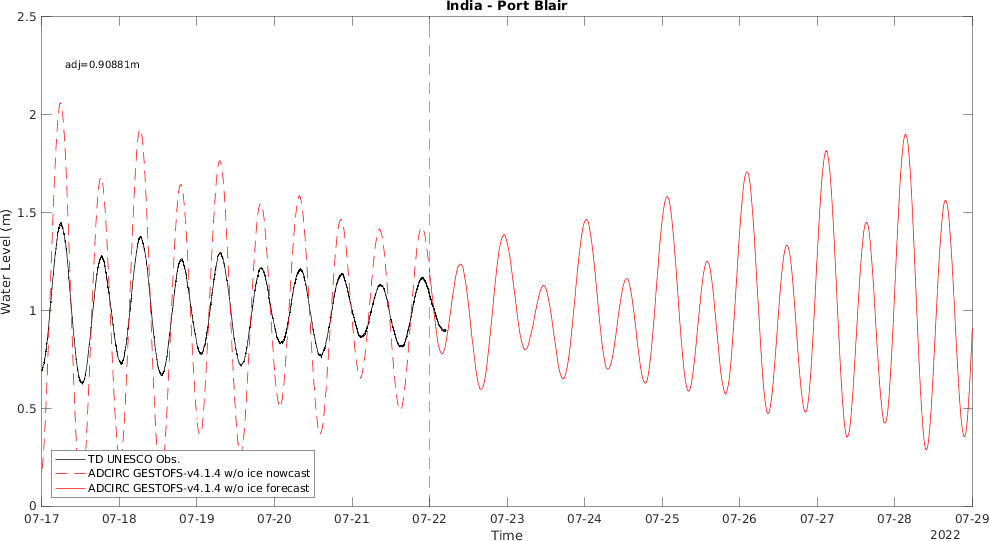 India - Port Blair
adj=0.90881m
Water Level (m)
2.5
2
1.5
1
0.5
0
TD UNESCO Obs.
ADCIRC GESTOFS-v4.1.4 w/o ice nowcast
ADCIRC GESTOFS-v4.1.4 w/o ice forecast
07-17 07-18 07-19 07-20 07-21 07-22 07-23 07-24 07-25 07-26 07-27 07-28 07-29
Time
2022